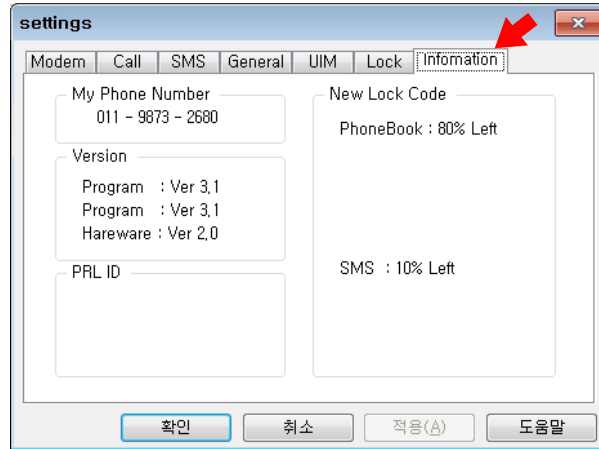 settings
Modem Call SMS General UIM Lock Infomation
My Phone Number
011 - 9873 - 2680
Version
Program : Ver 3,1
Program : Ver 3,1
Hareware : Ver 2,0
PRL ID
New Lock Code
PhoneBook : 80% Left
SMS : 10% Left
확인 취소 적용(A) 도움말